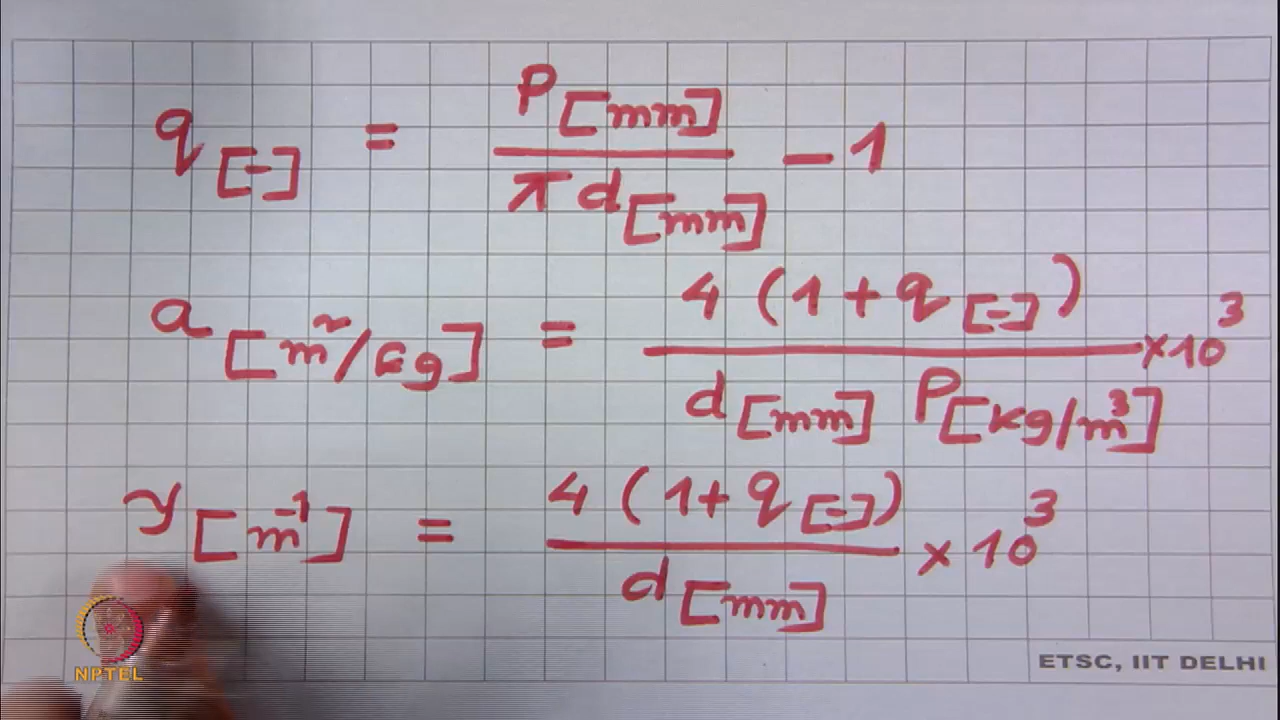 q[-] = P[mm] / π d[mm] − 1
a[m²/kg] = 4 (1 + q[-]) / d[mm] ρ[kg/m³] × 10³
γ[m⁻¹] = 4 (1 + q[-]) / d[mm] × 10³
NPTEL
ETSC, IIT DELHI